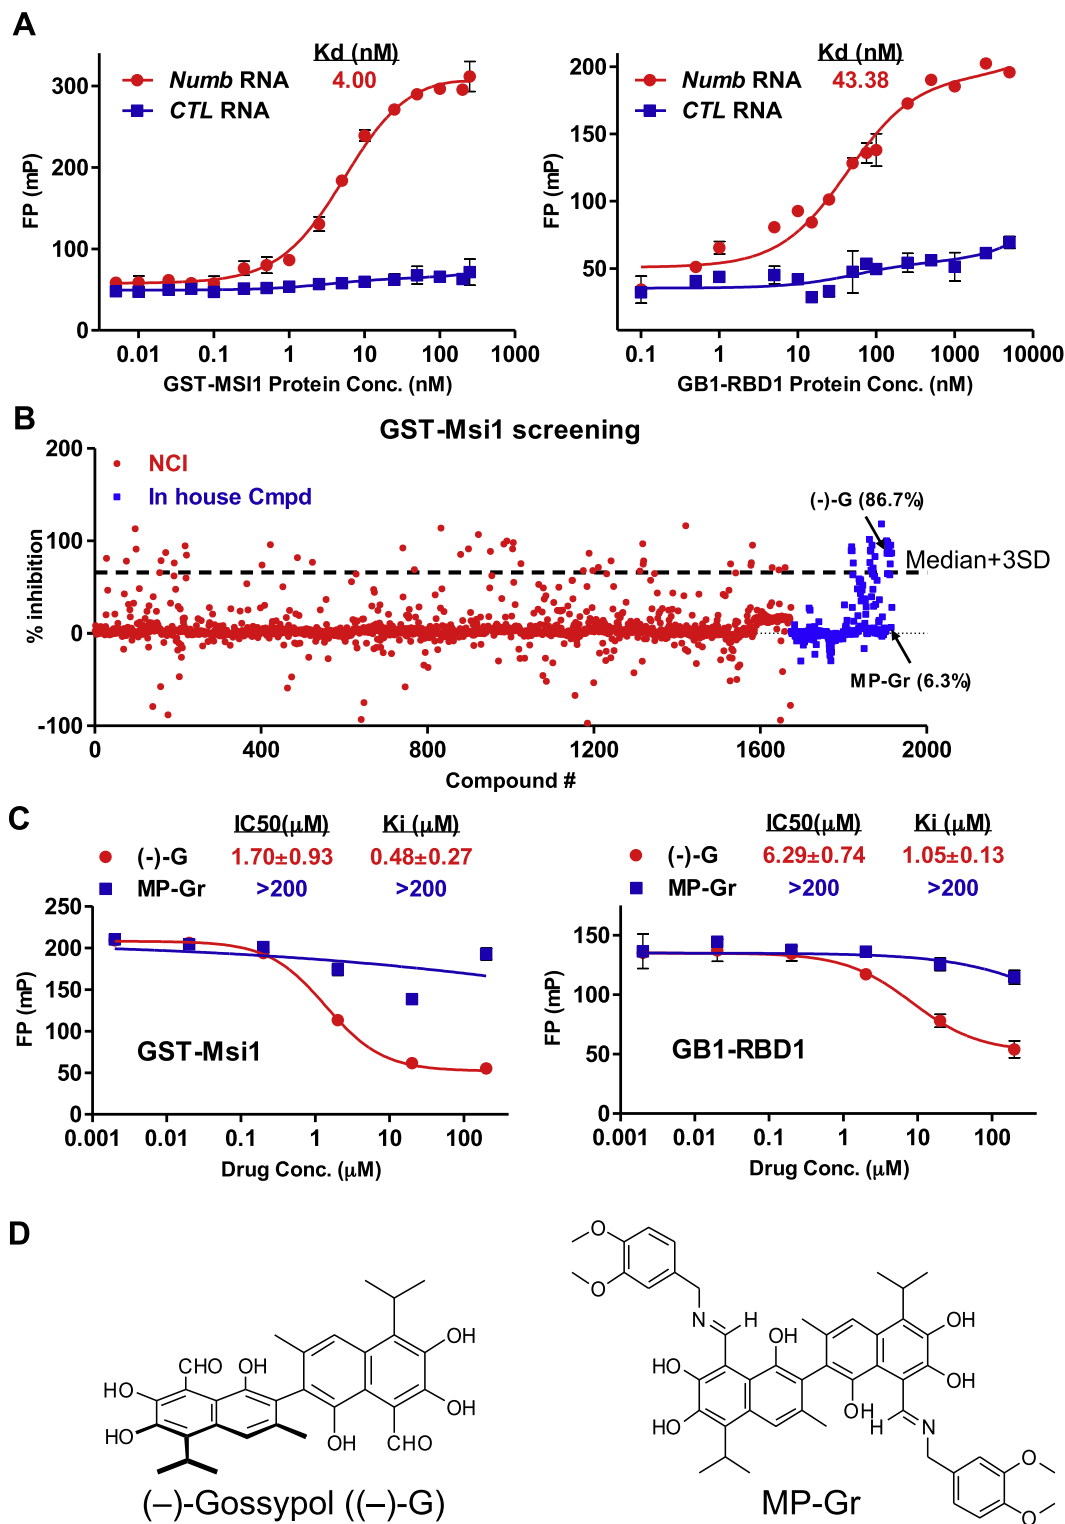 A
Kd (nM)
Numb RNA 4.00
CTL RNA
FP (mP)
300
200
100
0
0.01 0.1 1 10 100 1000
GST-MSI1 Protein Conc. (nM)
Kd (nM)
Numb RNA 43.38
CTL RNA
FP (mP)
200
150
100
50
0.1 1 10 100 1000 10000
GB1-RBD1 Protein Conc. (nM)
B
GST-Msi1 screening
NCI
In house Cmpd
% inhibition
200
100
0
-100
(-)-G (86.7%)
Median+3SD
MP-Gr (6.3%)
0 400 800 1200 1600 2000
Compound #
C
IC50(µM) Ki (µM)
(-)-G 1.70±0.93 0.48±0.27
MP-Gr >200 >200
FP (mP)
250
200
150
100
50
0
GST-Msi1
0.001 0.01 0.1 1 10 100
Drug Conc. (µM)
IC50(µM) Ki (µM)
(-)-G 6.29±0.74 1.05±0.13
MP-Gr >200 >200
FP (mP)
150
100
50
0
GB1-RBD1
0.001 0.01 0.1 1 10 100
Drug Conc. (µM)
D
CHO OH
HO
HO
OH
OH
OH CHO
(–)-Gossypol ((–)-G)
O
O
N H
OH
HO
HO
OH
OH
OH
H N
O
O
MP-Gr